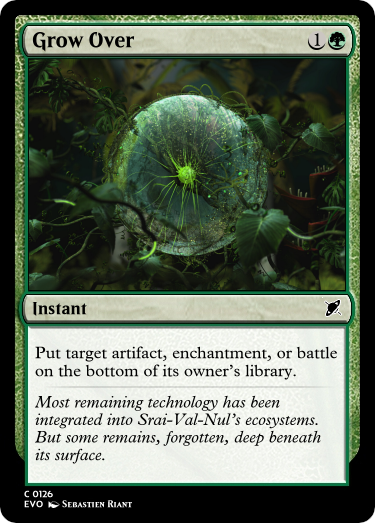 Grow Over 1
Instant
Put target artifact, enchantment, or battle
on the bottom of its owner's library.
Most remaining technology has been
integrated into Srai-Val-Nul's ecosystems.
But some remains, forgotten, deep beneath
its surface.
C 0126
EVO Sebastien Riant